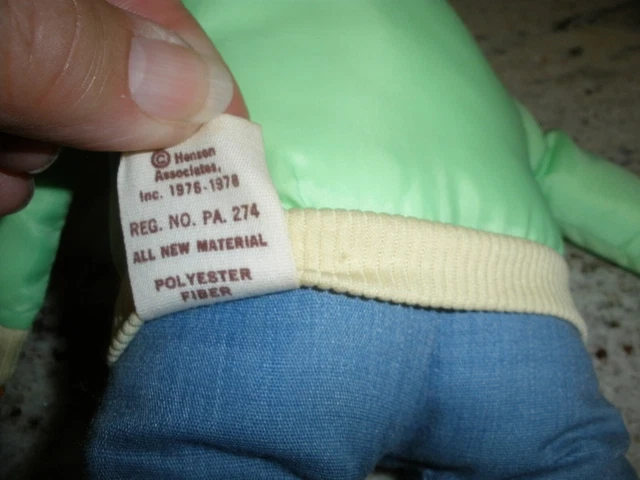 © Henson
Associates,
Inc. 1976-1978
REG. NO. PA. 274
ALL NEW MATERIAL
POLYESTER
FIBER